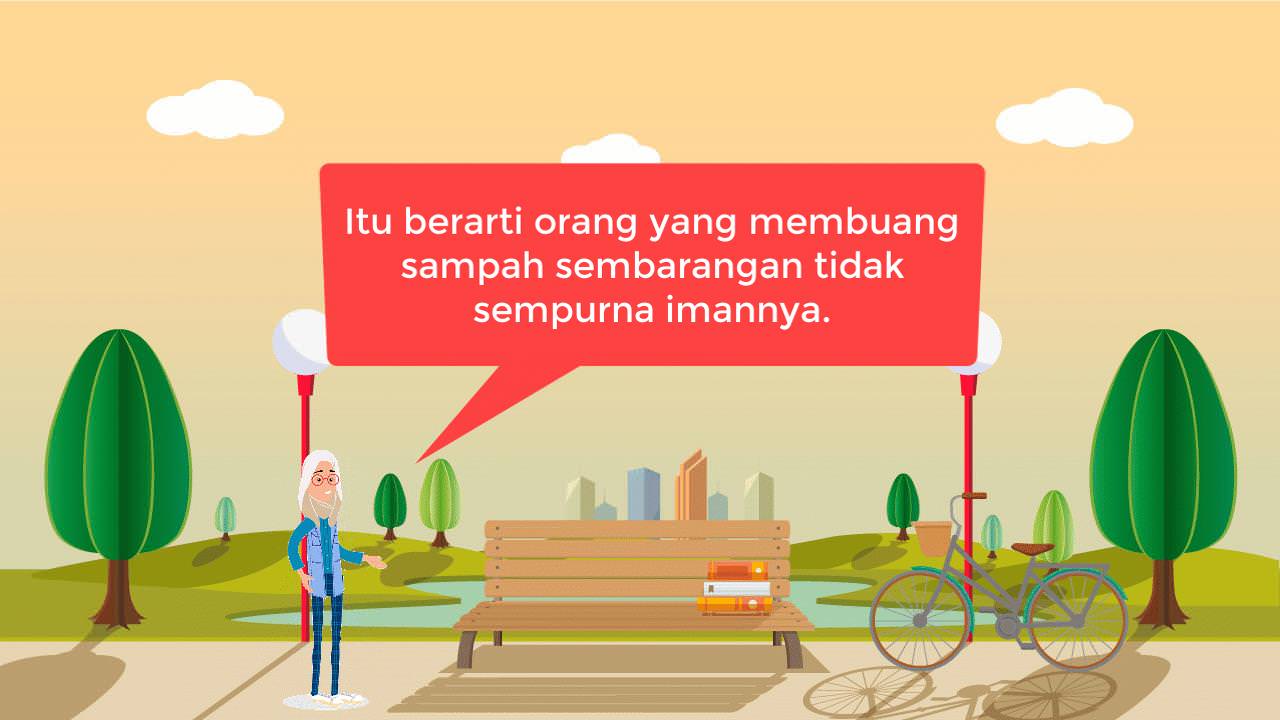 Itu berarti orang yang membuang
sampah sembarangan tidak
sempurna imannya.